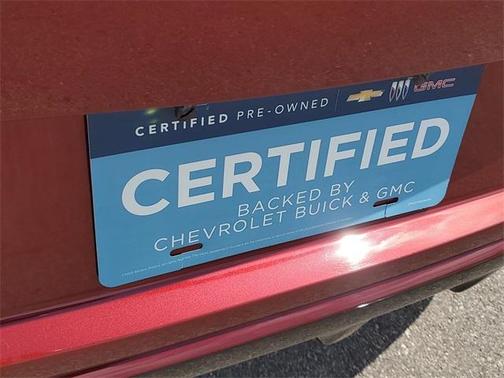 CERTIFIED PRE-OWNED
GMC
CERTIFIED
BACKED BY
CHEVROLET BUICK & GMC